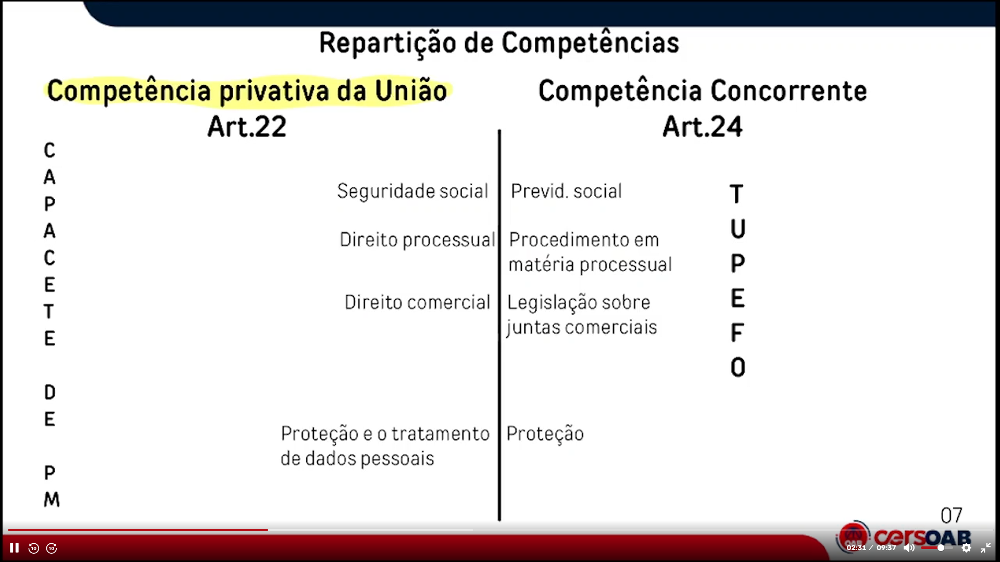 Repartição de Competências
Competência privativa da União
Art.22
C
A
P
A
C
E
T
E
D
E
P
M
Seguridade social
Direito processual
Direito comercial
Proteção e o tratamento
de dados pessoais
Competência Concorrente
Art.24
Previd. social
Procedimento em
matéria processual
Legislação sobre
juntas comerciais
Proteção
T
U
P
E
F
O
07
cersOAB
10
10
02:31 / 09:37